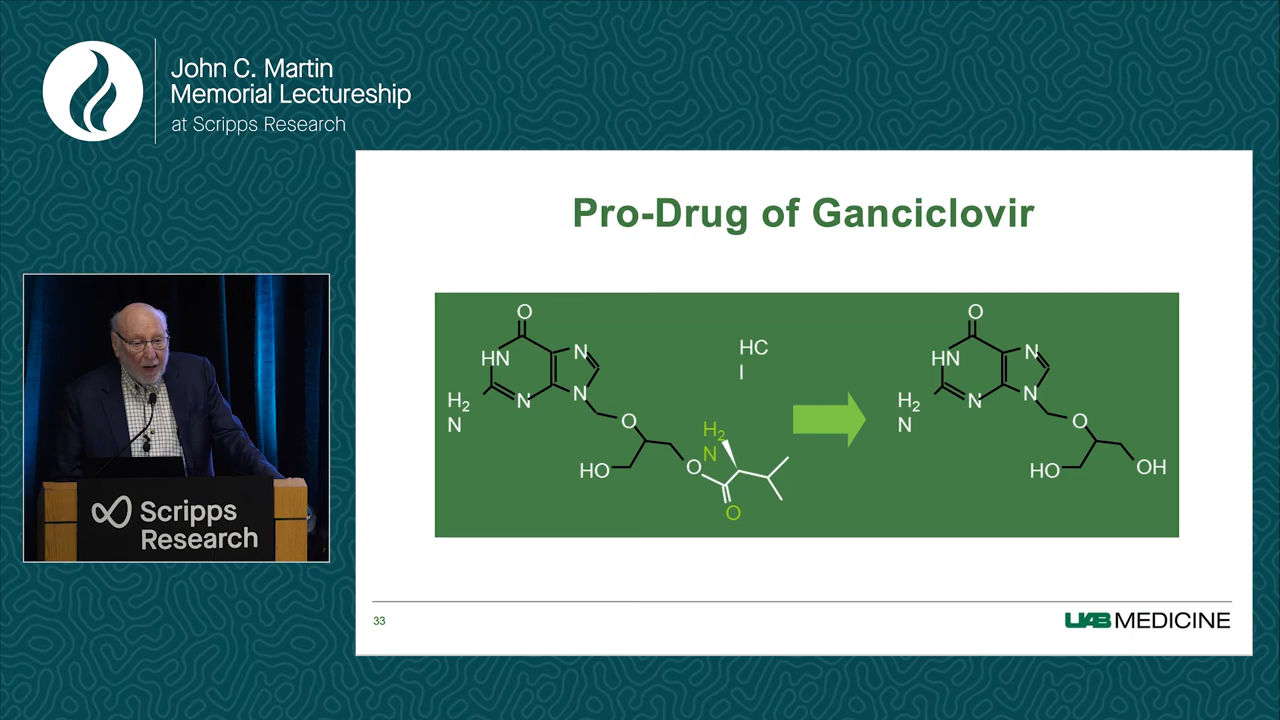 John C. Martin
Memorial Lectureship
at Scripps Research
Pro-Drug of Ganciclovir
O
HN
N
H2
N
N
N
O
HO
O
H2
N
O
HC
l
O
HN
N
H2
N
N
N
O
HO
OH
Scripps
Research
33
UAB MEDICINE